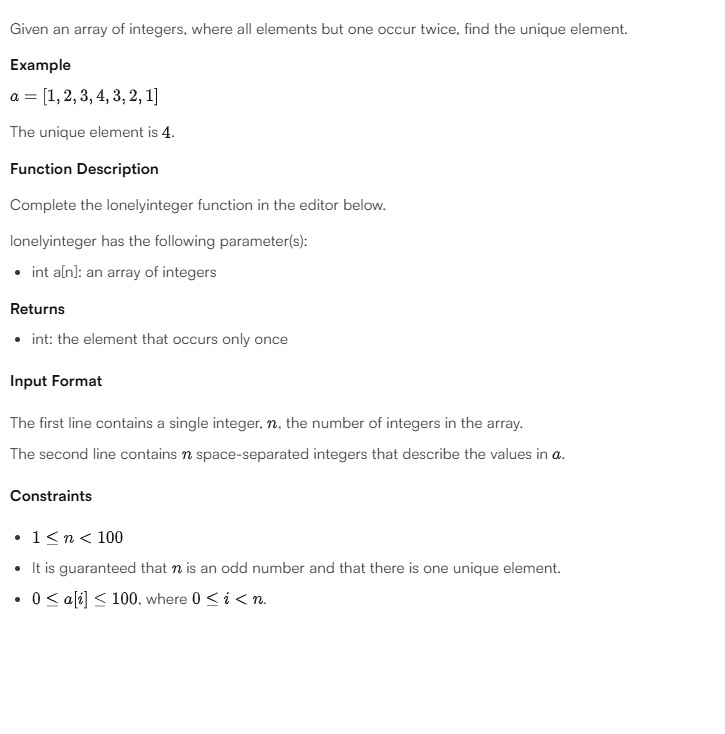 Given an array of integers, where all elements but one occur twice, find the unique element.
Example
a = [1, 2, 3, 4, 3, 2, 1]
The unique element is 4.
Function Description
Complete the lonelyinteger function in the editor below.
lonelyinteger has the following parameter(s):
• int a[n]: an array of integers
Returns
• int: the element that occurs only once
Input Format
The first line contains a single integer, n, the number of integers in the array.
The second line contains n space-separated integers that describe the values in a.
Constraints
• 1 ≤ n < 100
• It is guaranteed that n is an odd number and that there is one unique element.
• 0 ≤ a[i] ≤ 100, where 0 ≤ i < n.